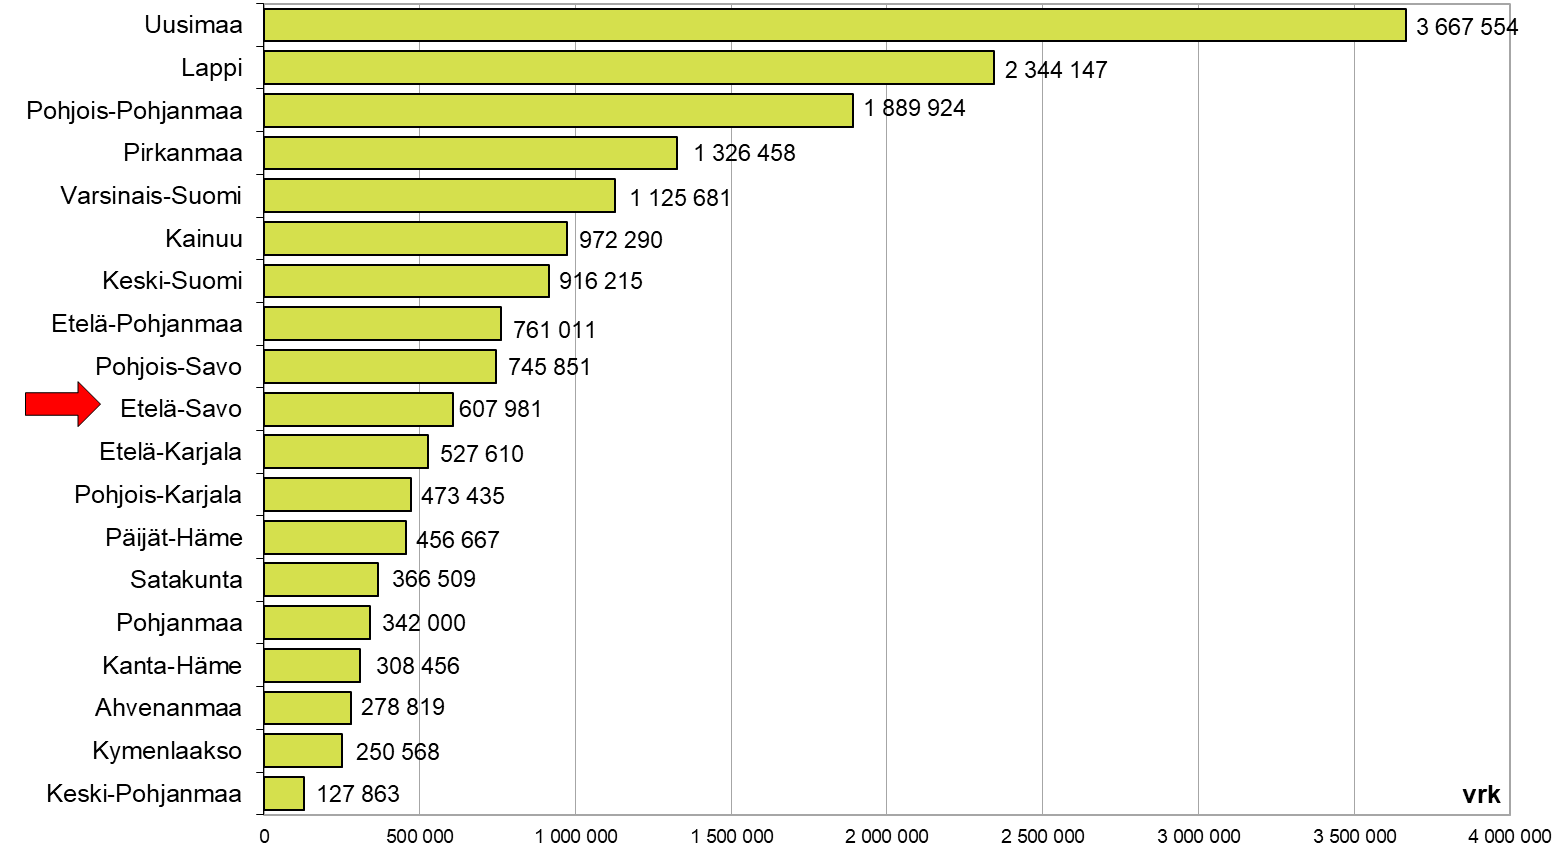 Uusimaa 3 667 554
Lappi 2 344 147
Pohjois-Pohjanmaa 1 889 924
Pirkanmaa 1 326 458
Varsinais-Suomi 1 125 681
Kainuu 972 290
Keski-Suomi 916 215
Etelä-Pohjanmaa 761 011
Pohjois-Savo 745 851
Etelä-Savo 607 981
Etelä-Karjala 527 610
Pohjois-Karjala 473 435
Päijät-Häme 456 667
Satakunta 366 509
Pohjanmaa 342 000
Kanta-Häme 308 456
Ahvenanmaa 278 819
Kymenlaakso 250 568
Keski-Pohjanmaa 127 863 vrk
0 500 000 1 000 000 1 500 000 2 000 000 2 500 000 3 000 000 3 500 000 4 000 000